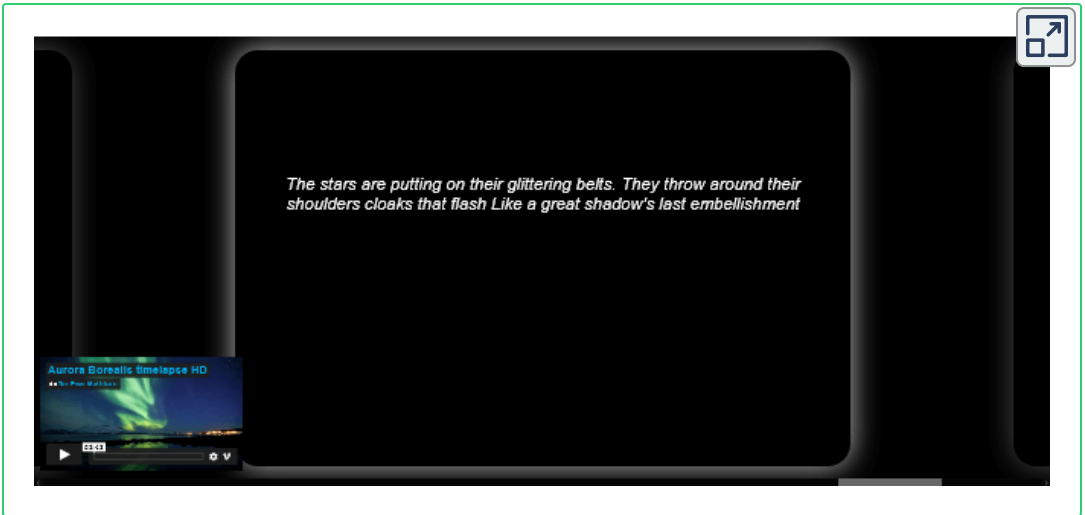 The stars are putting on their glittering belts. They throw around their
shoulders cloaks that flash Like a great shadow's last embellishment
Aurora Borealis timelapse HD